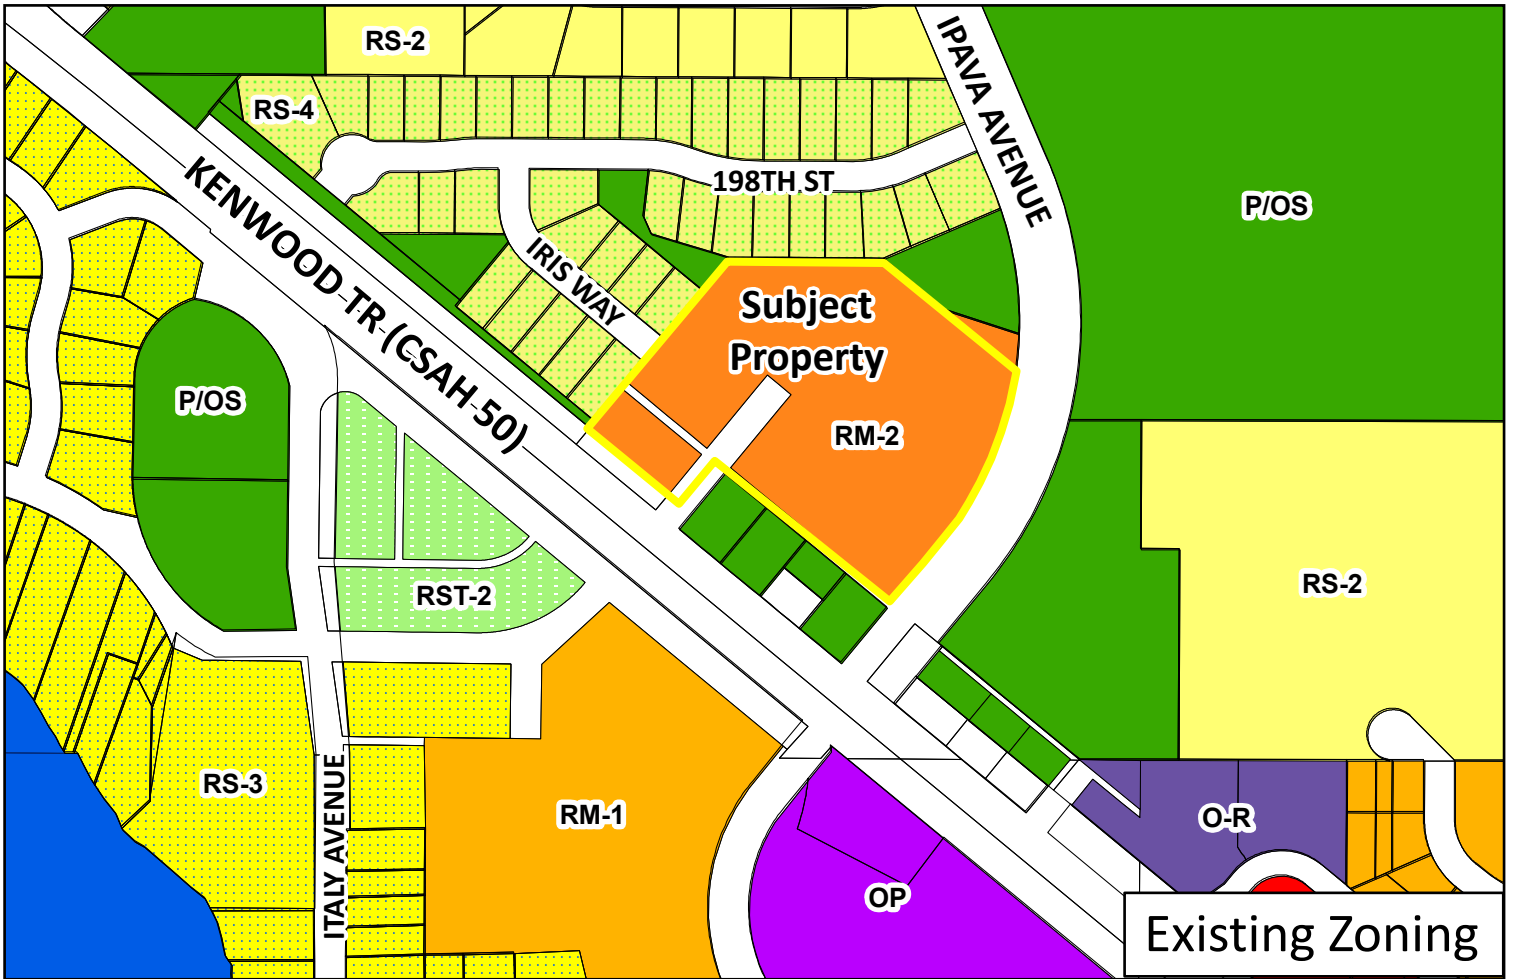 RS-2
IPAVA AVENUE
RS-4
KENWOOD TR (CSAH 50)
198TH ST
P/OS
IRIS WAY
Subject
Property
P/OS
RM-2
RST-2
RS-2
RS-3
ITALY AVENUE
RM-1
O-R
OP
Existing Zoning